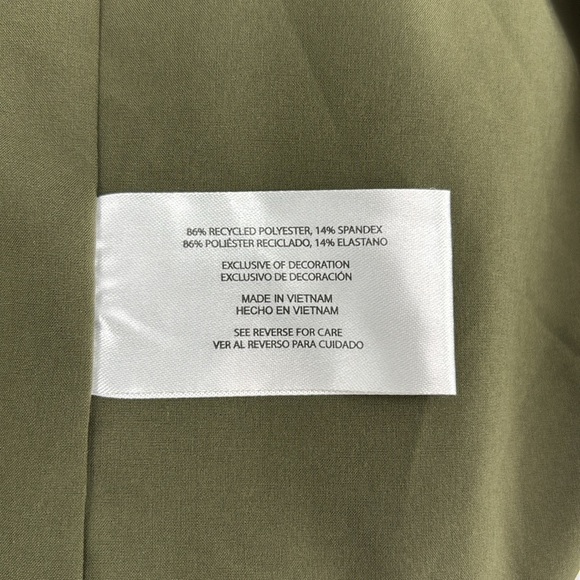 86% RECYCLED POLYESTER, 14% SPANDEX
86% POLIÉSTER RECICLADO, 14% ELASTANO
EXCLUSIVE OF DECORATION
EXCLUSIVO DE DECORACIÓN
MADE IN VIETNAM
HECHO EN VIETNAM
SEE REVERSE FOR CARE
VER AL REVERSO PARA CUIDADO